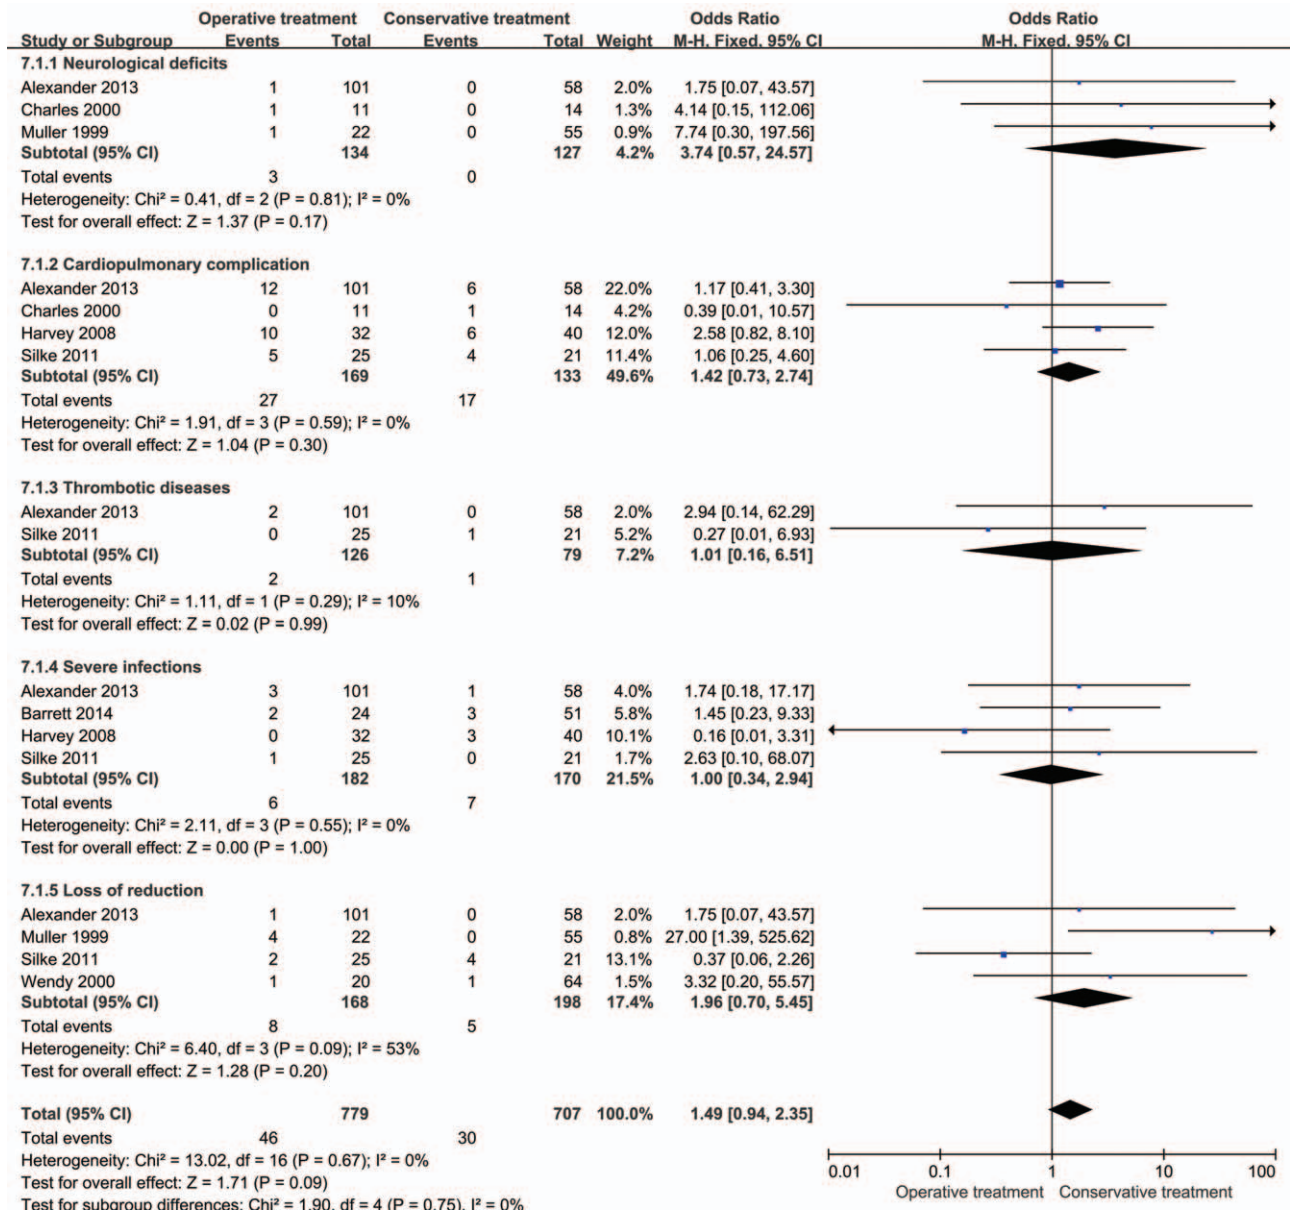 Operative treatment Conservative treatment Odds Ratio Odds Ratio
Study or Subgroup Events Total Events Total Weight M-H, Fixed, 95% CI M-H, Fixed, 95% CI
7.1.1 Neurological deficits
Alexander 2013 1 101 0 58 2.0% 1.75 [0.07, 43.57]
Charles 2000 1 11 0 14 1.3% 4.14 [0.15, 112.06]
Muller 1999 1 22 0 55 0.9% 7.74 [0.30, 197.56]
Subtotal (95% CI) 134 127 4.2% 3.74 [0.57, 24.57]
Total events 3 0
Heterogeneity: Chi² = 0.41, df = 2 (P = 0.81); I² = 0%
Test for overall effect: Z = 1.37 (P = 0.17)
7.1.2 Cardiopulmonary complication
Alexander 2013 12 101 6 58 22.0% 1.17 [0.41, 3.30]
Charles 2000 0 11 1 14 4.2% 0.39 [0.01, 10.57]
Harvey 2008 10 32 6 40 12.0% 2.58 [0.82, 8.10]
Silke 2011 5 25 4 21 11.4% 1.06 [0.25, 4.60]
Subtotal (95% CI) 169 133 49.6% 1.42 [0.73, 2.74]
Total events 27 17
Heterogeneity: Chi² = 1.91, df = 3 (P = 0.59); I² = 0%
Test for overall effect: Z = 1.04 (P = 0.30)
7.1.3 Thrombotic diseases
Alexander 2013 2 101 0 58 2.0% 2.94 [0.14, 62.29]
Silke 2011 0 25 1 21 5.2% 0.27 [0.01, 6.93]
Subtotal (95% CI) 126 79 7.2% 1.01 [0.16, 6.51]
Total events 2 1
Heterogeneity: Chi² = 1.11, df = 1 (P = 0.29); I² = 10%
Test for overall effect: Z = 0.02 (P = 0.99)
7.1.4 Severe infections
Alexander 2013 3 101 1 58 4.0% 1.74 [0.18, 17.17]
Barrett 2014 2 24 3 51 5.8% 1.45 [0.23, 9.33]
Harvey 2008 0 32 3 40 10.1% 0.16 [0.01, 3.31]
Silke 2011 1 25 0 21 1.7% 2.63 [0.10, 68.07]
Subtotal (95% CI) 182 170 21.5% 1.00 [0.34, 2.94]
Total events 6 7
Heterogeneity: Chi² = 2.11, df = 3 (P = 0.55); I² = 0%
Test for overall effect: Z = 0.00 (P = 1.00)
7.1.5 Loss of reduction
Alexander 2013 1 101 0 58 2.0% 1.75 [0.07, 43.57]
Muller 1999 4 22 0 55 0.8% 27.00 [1.39, 525.62]
Silke 2011 2 25 4 21 13.1% 0.37 [0.06, 2.26]
Wendy 2000 1 20 1 64 1.5% 3.32 [0.20, 55.57]
Subtotal (95% CI) 168 198 17.4% 1.96 [0.70, 5.45]
Total events 8 5
Heterogeneity: Chi² = 6.40, df = 3 (P = 0.09); I² = 53%
Test for overall effect: Z = 1.28 (P = 0.20)
Total (95% CI) 779 707 100.0% 1.49 [0.94, 2.35]
Total events 46 30
Heterogeneity: Chi² = 13.02, df = 16 (P = 0.67); I² = 0%
Test for overall effect: Z = 1.71 (P = 0.09)
Test for subgroup differences: Chi² = 1.90, df = 4 (P = 0.75), I² = 0%
0.01 0.1 1 10 100
Operative treatment Conservative treatment